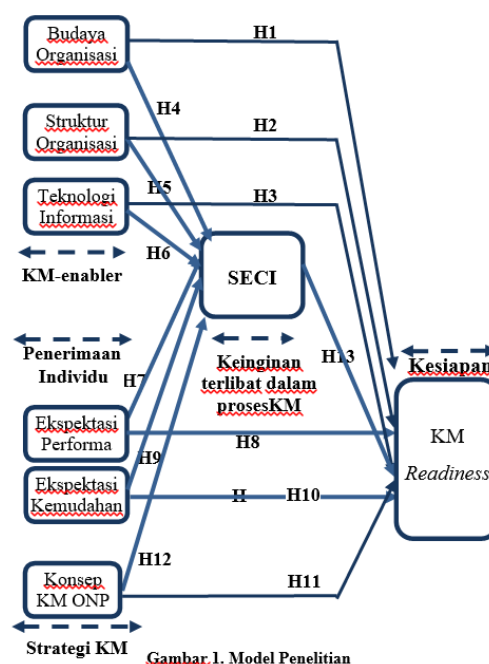 Budaya
Organisasi
H1
H4
Struktur
Organisasi
H2
Teknologi
Informasi
H5
H3
H6
KM-enabler
SECI
Penerimaan
Individu
Keinginan
terlibat dalam
prosesKM
H13
Kesiapan
H7
Ekspektasi
Performa
H8
KM
Readiness
H9
Ekspektasi
Kemudahan
H
H10
H12
Konsep
KM ONP
H11
Strategi KM
Gambar 1. Model Penelitian